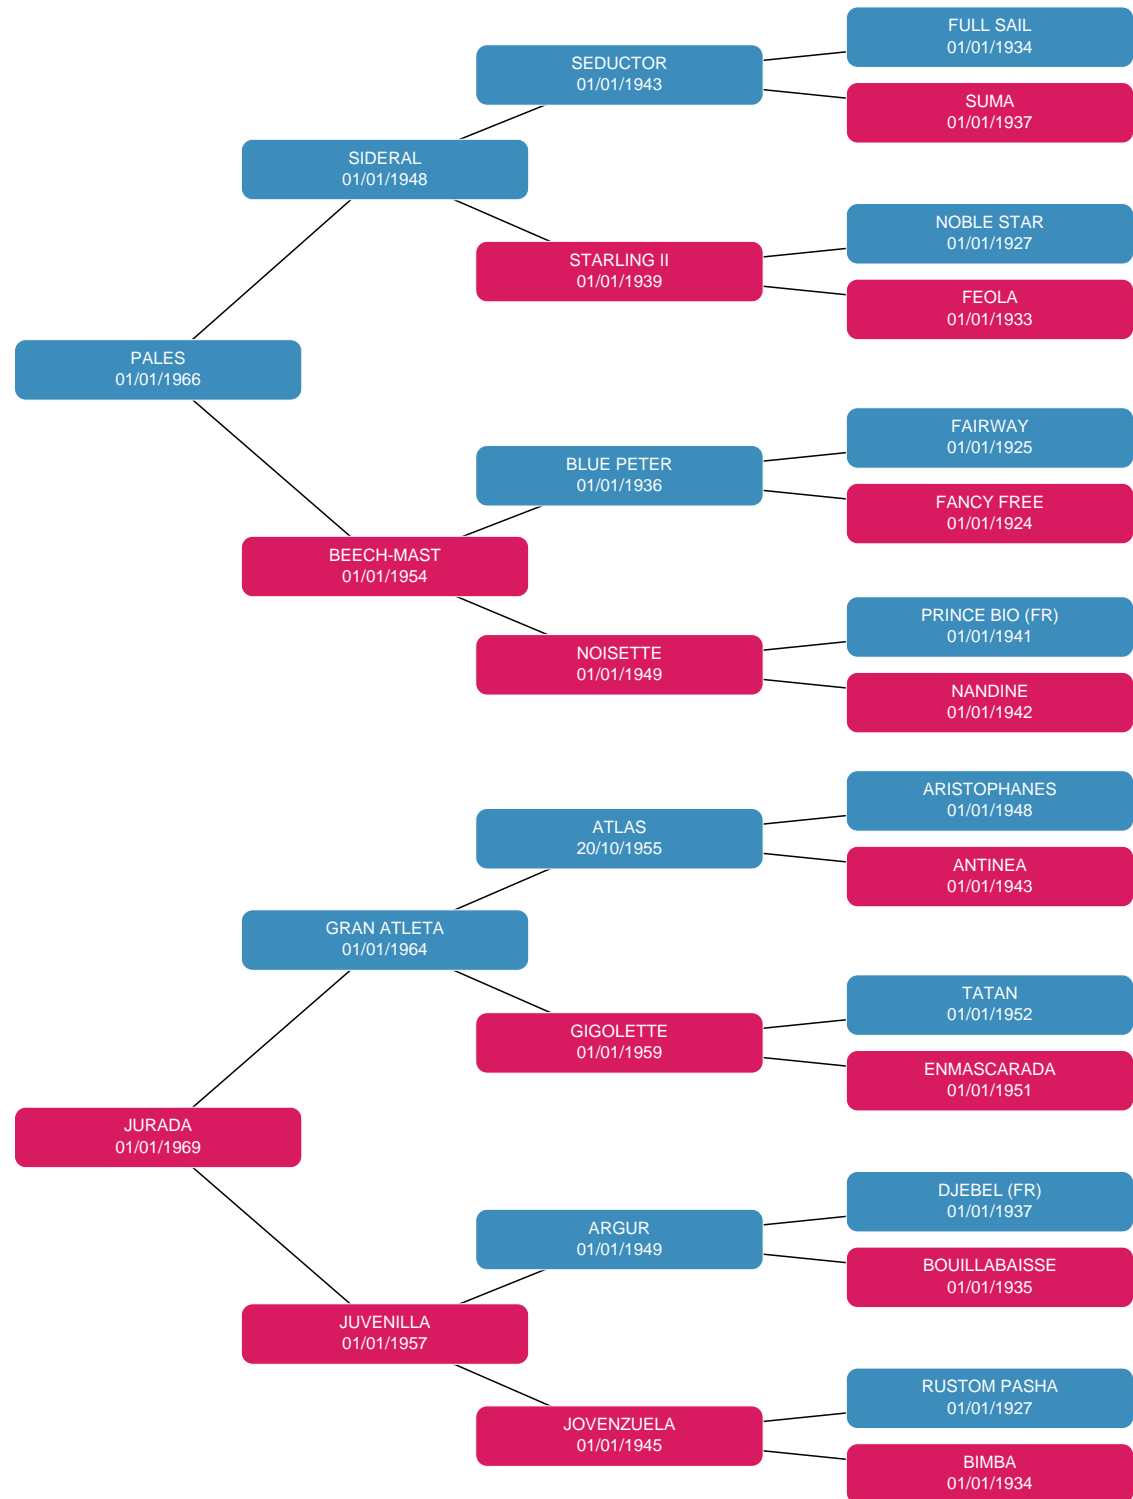 FULL SAIL
01/01/1934
SEDUCTOR
01/01/1943
SUMA
01/01/1937
SIDERAL
01/01/1948
NOBLE STAR
01/01/1927
STARLING II
01/01/1939
FEOLA
01/01/1933
PALES
01/01/1966
FAIRWAY
01/01/1925
BLUE PETER
01/01/1936
FANCY FREE
01/01/1924
BEECH-MAST
01/01/1954
PRINCE BIO (FR)
01/01/1941
NOISETTE
01/01/1949
NANDINE
01/01/1942
ARISTOPHANES
01/01/1948
ATLAS
20/10/1955
ANTINEA
01/01/1943
GRAN ATLETA
01/01/1964
TATAN
01/01/1952
GIGOLETTE
01/01/1959
ENMASCARADA
01/01/1951
JURADA
01/01/1969
DJEBEL (FR)
01/01/1937
ARGUR
01/01/1949
BOUILLABAISSE
01/01/1935
JUVENILLA
01/01/1957
RUSTOM PASHA
01/01/1927
JOVENZUELA
01/01/1945
BIMBA
01/01/1934